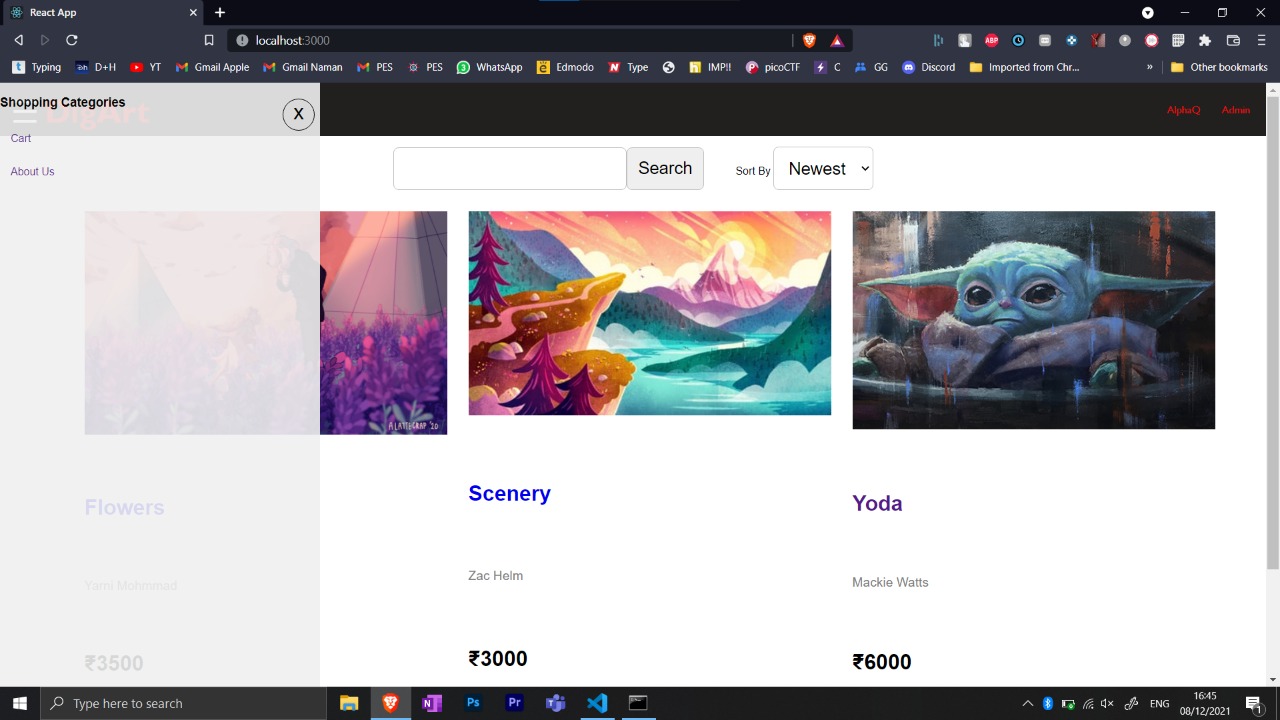 React App
localhost:3000
Typing D+H YT Gmail Apple Gmail Naman PES PES WhatsApp Edmodo Type IMP!! picoCTF C GG Discord Imported from Chr... » Other bookmarks
Shopping Categories
X
DigArt
AlphaQ Admin
Cart
About Us
Search
Sort By Newest
ALATTECRAP '20
Flowers
Scenery
Yoda
Yarni Mohmmad
Zac Helm
Mackie Watts
₹3500
₹3000
₹6000
Type here to search
ENG
16:45
08/12/2021